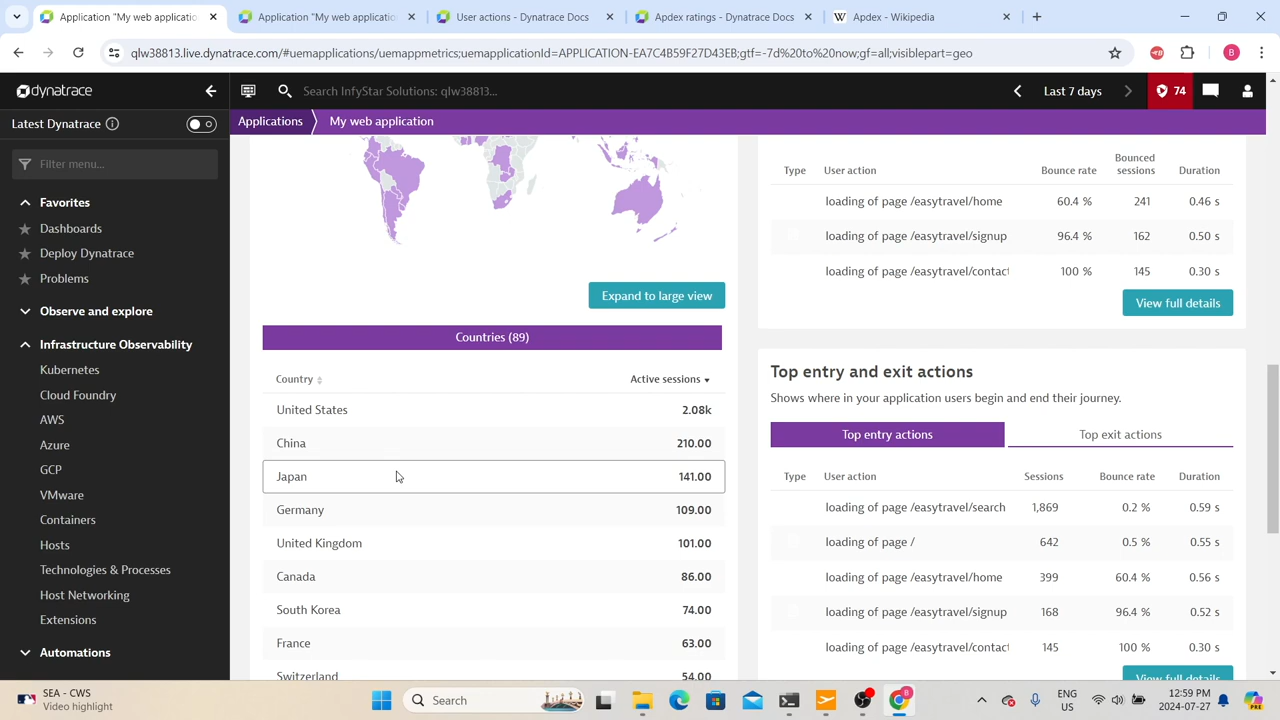 Application "My web application
Application "My web application
User actions - Dynatrace Docs
Apdex ratings - Dynatrace Docs
Apdex - Wikipedia
qlw38813.live.dynatrace.com/#uemapplications/uemappmetrics;uemapplicationId=APPLICATION-EA7C4B59F27D43EB;gtf=-7d%20to%20now;gf=all;visiblepart=geo
B
dynatrace
Search InfyStar Solutions: qlw38813...
Last 7 days
74
Latest Dynatrace
Applications
My web application
Filter menu...
Favorites
Dashboards
Deploy Dynatrace
Problems
Observe and explore
Infrastructure Observability
Kubernetes
Cloud Foundry
AWS
Azure
GCP
VMware
Containers
Hosts
Technologies & Processes
Host Networking
Extensions
Automations
Expand to large view
Countries (89)
Country Active sessions
United States 2.08k
China 210.00
Japan 141.00
Germany 109.00
United Kingdom 101.00
Canada 86.00
South Korea 74.00
France 63.00
Switzerland 54.00
Type User action Bounce rate Bounced sessions Duration
loading of page /easytravel/home 60.4 % 241 0.46 s
loading of page /easytravel/signup 96.4 % 162 0.50 s
loading of page /easytravel/contact 100 % 145 0.30 s
View full details
Top entry and exit actions
Shows where in your application users begin and end their journey.
Top entry actions Top exit actions
Type User action Sessions Bounce rate Duration
loading of page /easytravel/search 1,869 0.2 % 0.59 s
loading of page / 642 0.5 % 0.55 s
loading of page /easytravel/home 399 60.4 % 0.56 s
loading of page /easytravel/signup 168 96.4 % 0.52 s
loading of page /easytravel/contact 145 100 % 0.30 s
View full details
SEA - CWS
Video highlight
Search
ENG
US
12:59 PM
2024-07-27